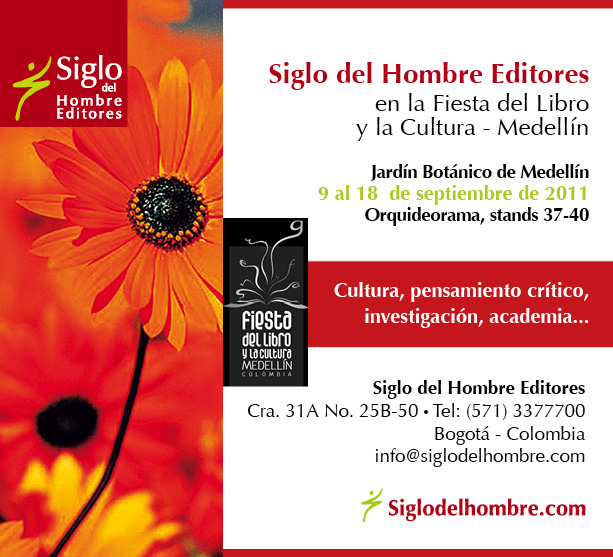 Siglo
del
Hombre
Editores
Siglo del Hombre Editores
en la Fiesta del Libro
y la Cultura - Medellín
Jardín Botánico de Medellín
9 al 18 de septiembre de 2011
Orquideorama, stands 37-40
9
fiesta
del libro
y la cultura
MEDELLÍN
COLOMBIA
Cultura, pensamiento crítico,
investigación, academia...
Siglo del Hombre Editores
Cra. 31A No. 25B-50 • Tel: (571) 3377700
Bogotá - Colombia
info@siglodelhombre.com
Siglodelhombre.com